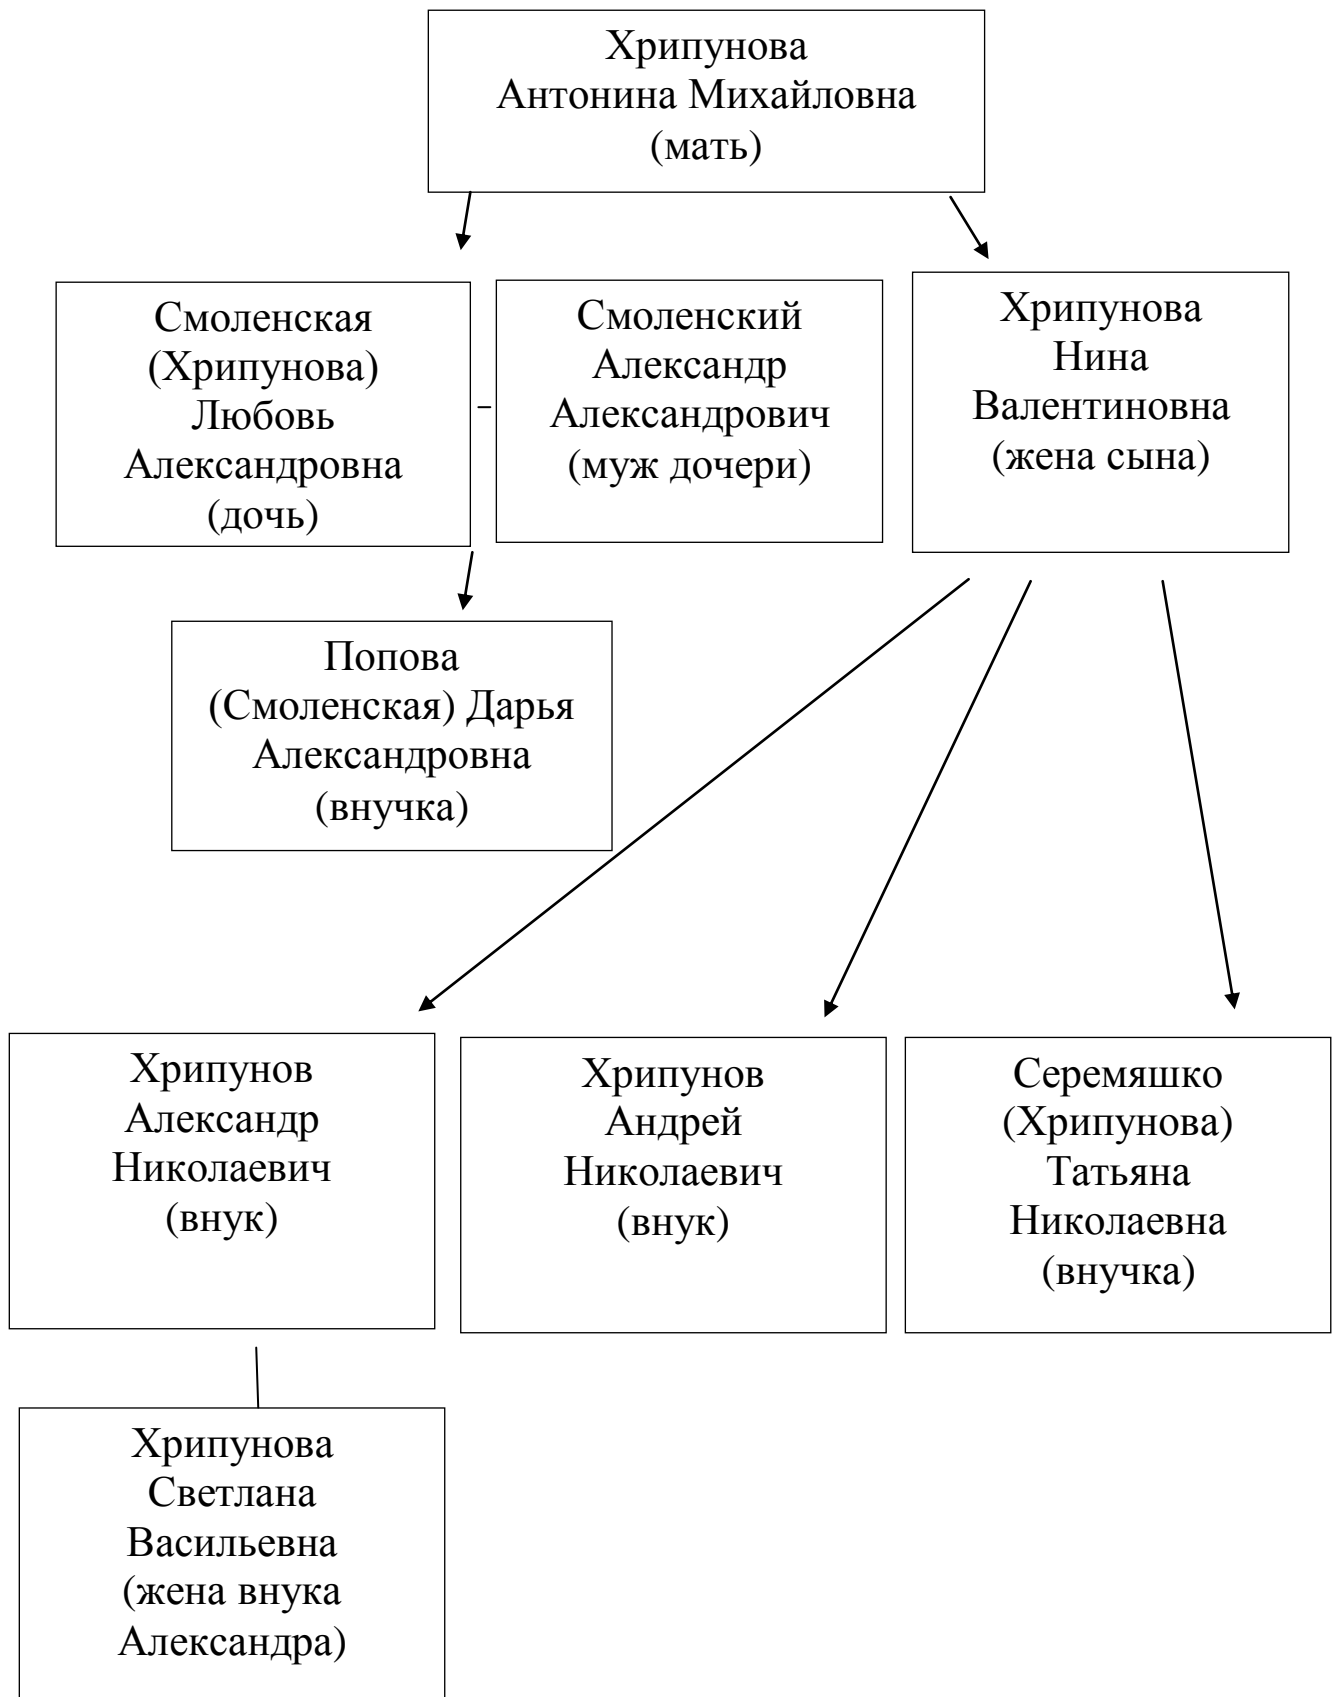 Хрипунова
Антонина Михайловна
(мать)
Смоленская
(Хрипунова)
Любовь
Александровна
(дочь)
Смоленский
Александр
Александрович
(муж дочери)
Хрипунова
Нина
Валентиновна
(жена сына)
Попова
(Смоленская) Дарья
Александровна
(внучка)
Хрипунов
Александр
Николаевич
(внук)
Хрипунов
Андрей
Николаевич
(внук)
Серемяшко
(Хрипунова)
Татьяна
Николаевна
(внучка)
Хрипунова
Светлана
Васильевна
(жена внука
Александра)